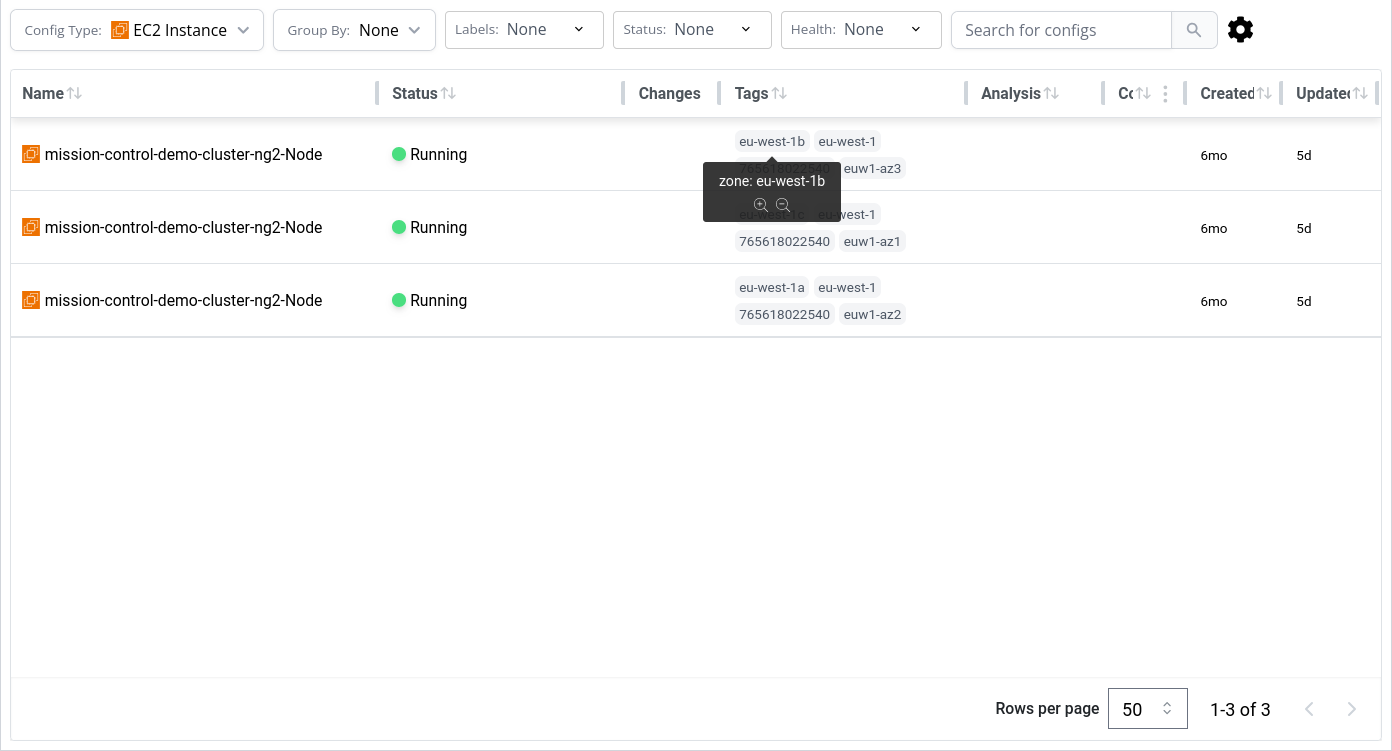 Config Type: EC2 Instance Group By: None Labels: None Status: None Health: None Search for configs
Name Status Changes Tags Analysis Co Created Updated
mission-control-demo-cluster-ng2-Node Running eu-west-1b eu-west-1 6mo 5d
765618022540 euw1-az3
zone: eu-west-1b
mission-control-demo-cluster-ng2-Node Running eu-west-1c eu-west-1 6mo 5d
765618022540 euw1-az1
mission-control-demo-cluster-ng2-Node Running eu-west-1a eu-west-1 6mo 5d
765618022540 euw1-az2
Rows per page 50 1-3 of 3